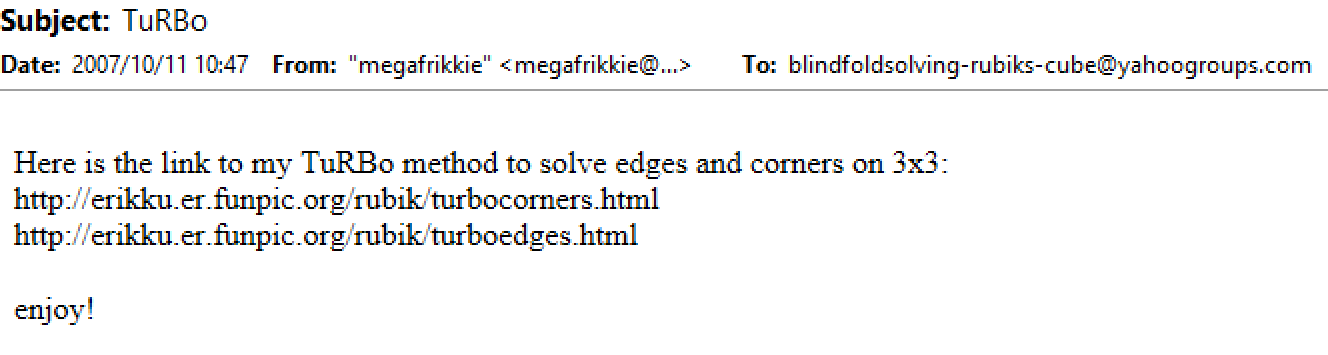 Subject: TuRBo
Date: 2007/10/11 10:47 From: "megafrikkie" <megafrikkie@...> To: blindfoldsolving-rubiks-cube@yahoogroups.com
Here is the link to my TuRBo method to solve edges and corners on 3x3:
http://erikku.er.funpic.org/rubik/turbocorners.html
http://erikku.er.funpic.org/rubik/turboedges.html
enjoy!